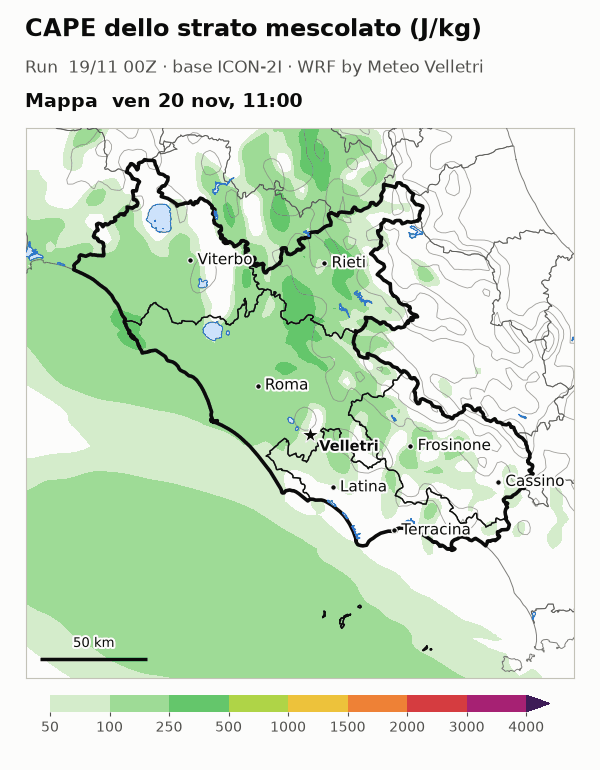 CAPE dello strato mescolato (J/kg)
Run  19/11 00Z · base ICON-2I · WRF by Meteo Velletri
Mappa  ven 20 nov, 11:00
Viterbo
Rieti
Roma
Velletri
Frosinone
Latina
Cassino
Terracina
50 km
50 100 250 500 1000 1500 2000 3000 4000